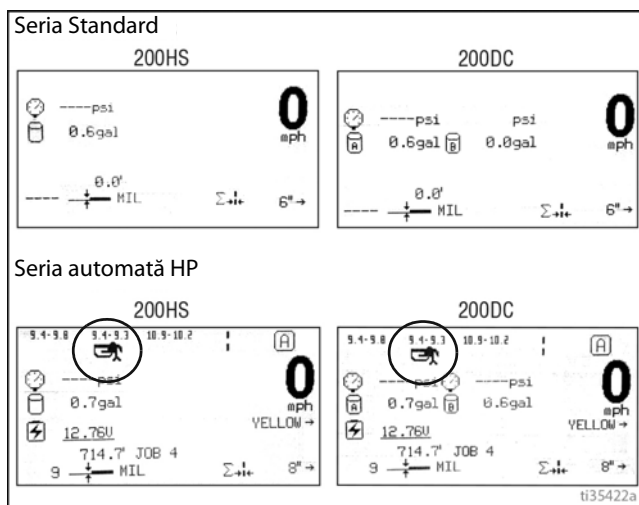 Seria Standard
200HS 200DC
----psi
0.6gal
0
mph
0.0'
---- MIL Σ 6"→
----psi psi
A 0.6gal B 0.0gal
0
mph
0.0'
---- MIL Σ 6"→
Seria automată HP
200HS 200DC
9.4-9.8 9.4-9.3 10.9-10.2
A
----psi
0.7gal
0
mph
YELLOW→
12.76V
714.7' JOB 4
9 MIL Σ 8"→
9.4-9.8 9.4-9.3 10.9-10.2
A
----psi ----psi
A 0.7gal B 0.6gal
0
mph
YELLOW→
12.76V
714.7' JOB 4
9 MIL Σ 8"→
ti35422a